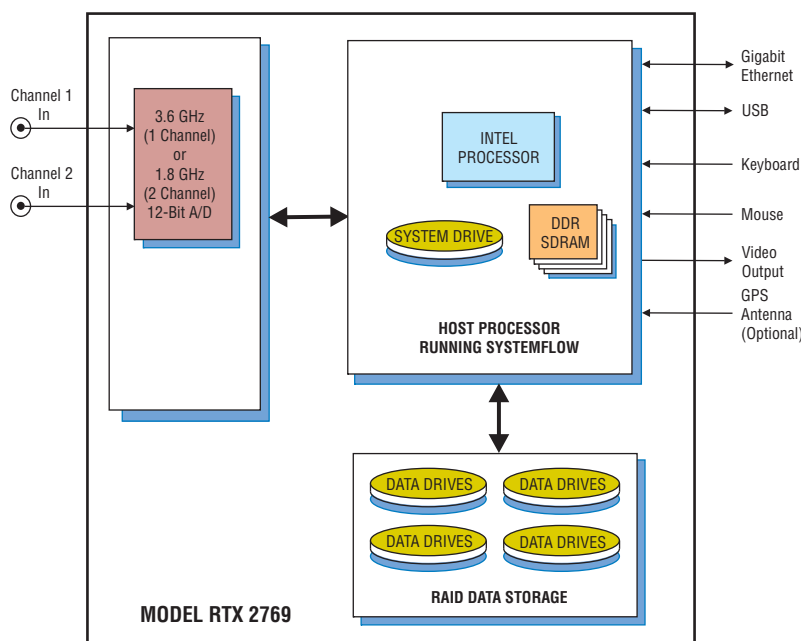 Channel 1
In
Channel 2
In
3.6 GHz
(1 Channel)
or
1.8 GHz
(2 Channel)
12-Bit A/D
INTEL
PROCESSOR
SYSTEM DRIVE
DDR
SDRAM
HOST PROCESSOR
RUNNING SYSTEMFLOW
Gigabit
Ethernet
USB
Keyboard
Mouse
Video
Output
GPS
Antenna
(Optional)
DATA DRIVES
DATA DRIVES
DATA DRIVES
DATA DRIVES
RAID DATA STORAGE
MODEL RTX 2769